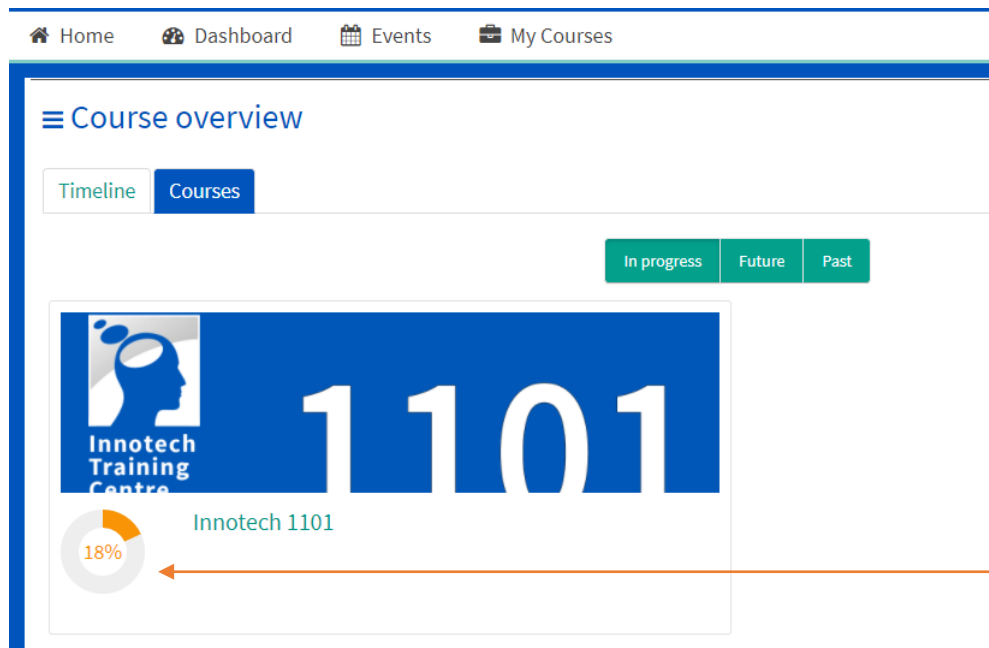 Home Dashboard Events My Courses
Course overview
Timeline Courses
In progress Future Past
Innotech
Training
Centre
1101
18%
Innotech 1101